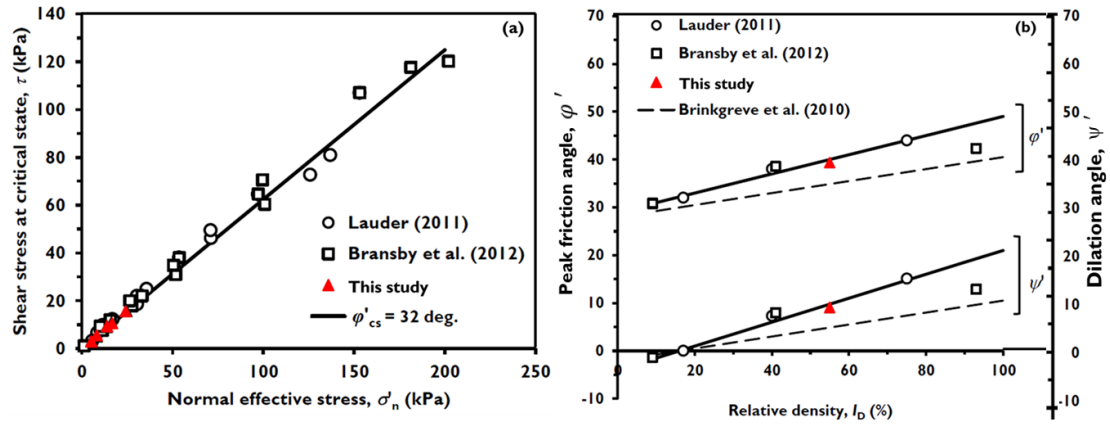 (a)
Shear stress at critical state, τ (kPa)
140
120
100
80
60
40
20
0
Lauder (2011)
Bransby et al. (2012)
This study
φ'cs = 32 deg.
0 50 100 150 200 250
Normal effective stress, σ'n (kPa)
(b)
Peak friction angle, φ'
70
60
50
40
30
20
10
0
-10
Lauder (2011)
Bransby et al. (2012)
This study
Brinkgreve et al. (2010)
φ'
ψ'
0 20 40 60 80 100
Relative density, ID (%)
Dilation angle, ψ'
70
60
50
40
30
20
10
0
-10